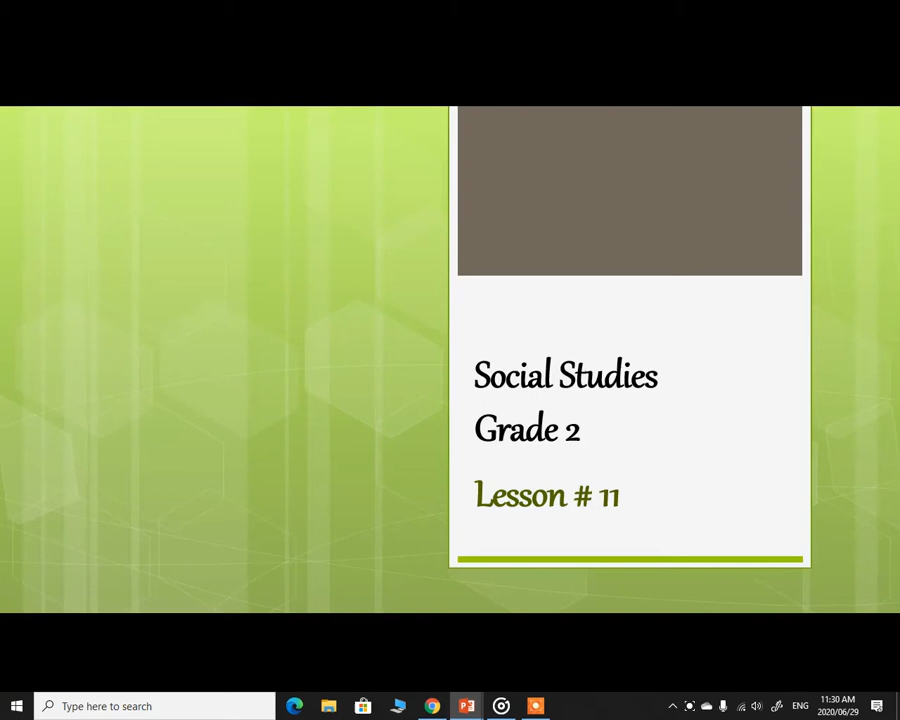 Social Studies
Grade 2
Lesson # 11
Type here to search
ENG
11:30 AM
2020/06/29